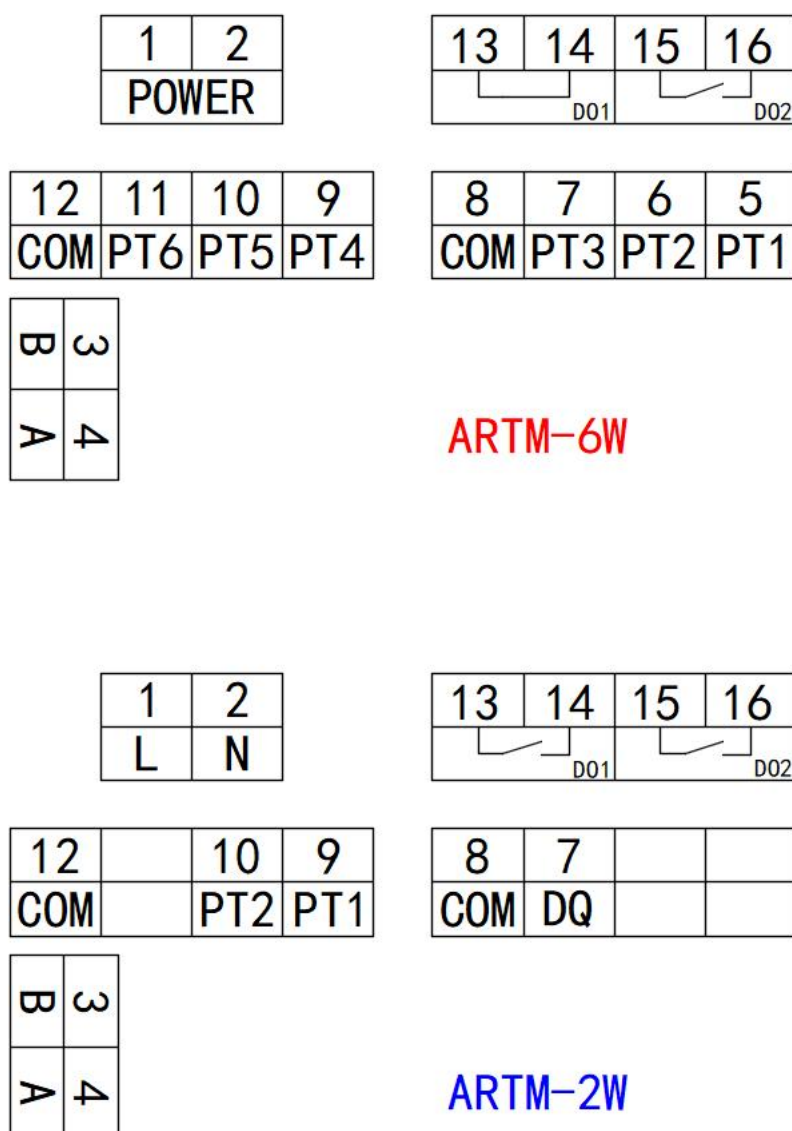 1 2 13 14 15 16
POWER DO1 DO2
12 11 10 9 8 7 6 5
COM PT6 PT5 PT4 COM PT3 PT2 PT1
B 3
A 4
ARTM-6W
1 2 13 14 15 16
L N DO1 DO2
12 10 9 8 7
COM PT2 PT1 COM DQ
B 3
A 4
ARTM-2W